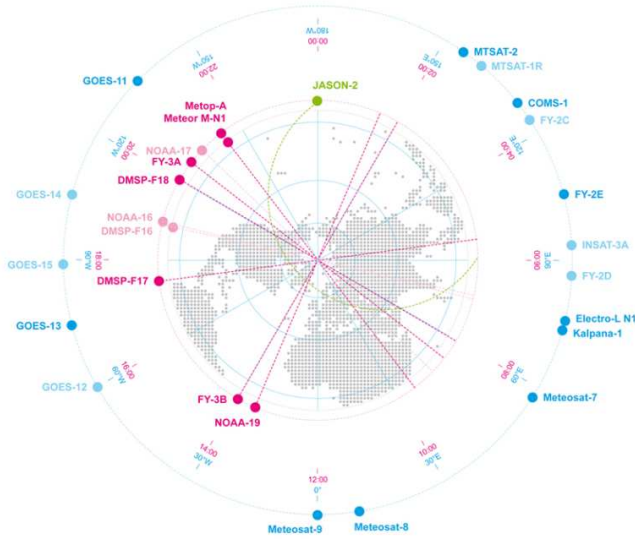 180°W
00:00
MTSAT-2
MTSAT-1R
GOES-11
150°W
22:00
150°E
02:00
JASON-2
Metop-A
Meteor M-N1
COMS-1
FY-2C
NOAA-17
FY-3A
120°W
20:00
120°E
04:00
DMSP-F18
GOES-14
FY-2E
NOAA-16
DMSP-F16
INSAT-3A
GOES-15
90°W
18:00
06:00
90°E
FY-2D
DMSP-F17
GOES-13
Electro-L N1
Kalpana-1
16:00
60°W
08:00
60°E
GOES-12
FY-3B
NOAA-19
Meteosat-7
14:00
30°W
10:00
30°E
12:00
0°
Meteosat-9
Meteosat-8